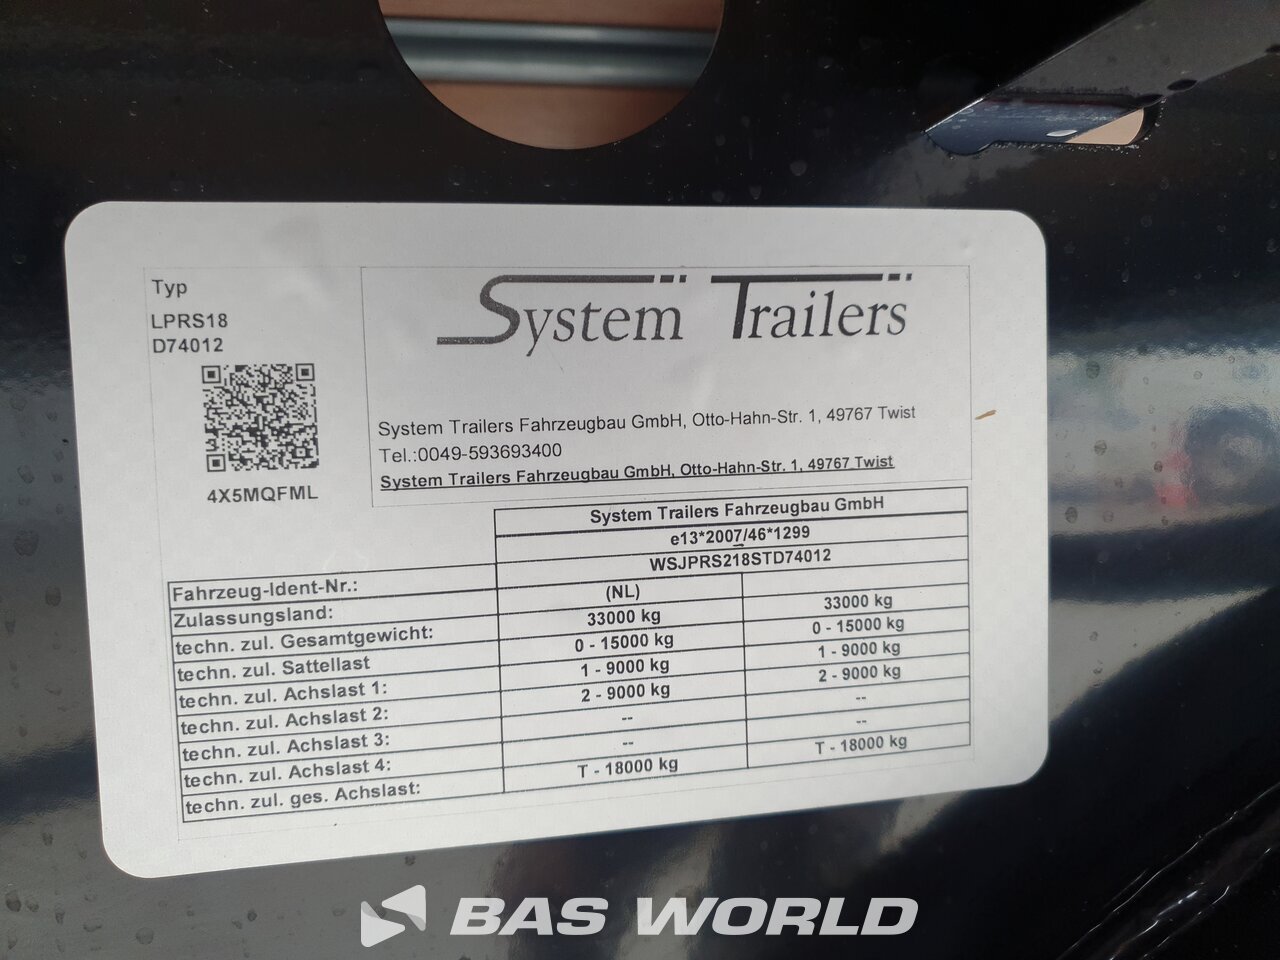 Typ
LPRS18
D74012
4X5MQFML
System Trailers
System Trailers Fahrzeugbau GmbH, Otto-Hahn-Str. 1, 49767 Twist
Tel.:0049-593693400
System Trailers Fahrzeugbau GmbH, Otto-Hahn-Str. 1, 49767 Twist
System Trailers Fahrzeugbau GmbH
e13*2007/46*1299
Fahrzeug-Ident-Nr.: WSJPRS218STD74012
Zulassungsland: (NL)
techn. zul. Gesamtgewicht: 33000 kg 33000 kg
techn. zul. Sattellast 0 - 15000 kg 0 - 15000 kg
techn. zul. Achslast 1: 1 - 9000 kg 1 - 9000 kg
techn. zul. Achslast 2: 2 - 9000 kg 2 - 9000 kg
techn. zul. Achslast 3: -- --
techn. zul. Achslast 4: -- --
techn. zul. ges. Achslast: T - 18000 kg T - 18000 kg
BAS WORLD